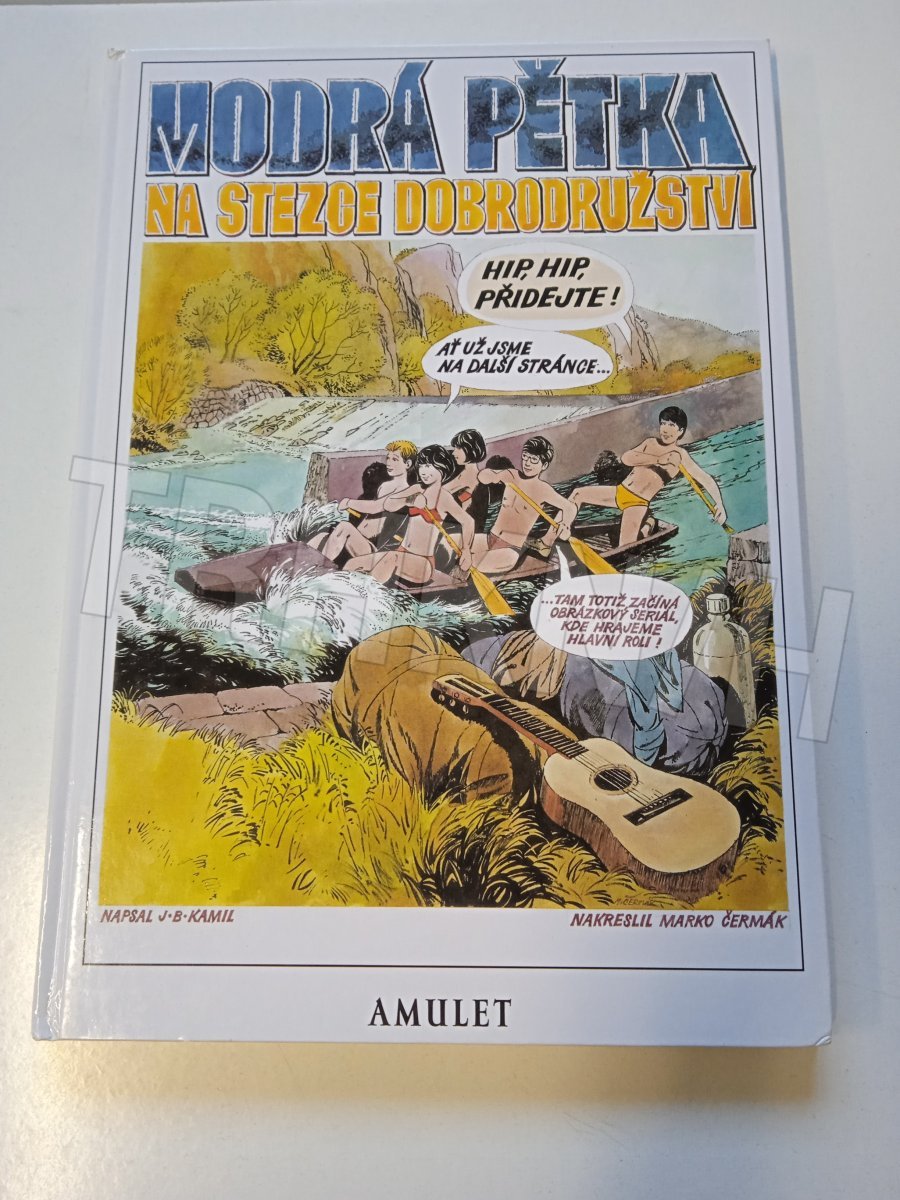 MODRÁ PĚTKA
NA STEZCE DOBRODRUŽSTVÍ
HIP, HIP,
PŘIDEJTE!
AŤ UŽ JSME
NA DALŠÍ STRÁNCE...
...TAM TOTIŽ ZAČÍNÁ
OBRÁZKOVÝ SERIÁL,
KDE HRAJEME
HLAVNÍ ROLI!
M.ČERMÁK
NAPSAL J·B·KAMIL
NAKRESLIL MARKO ČERMÁK
AMULET